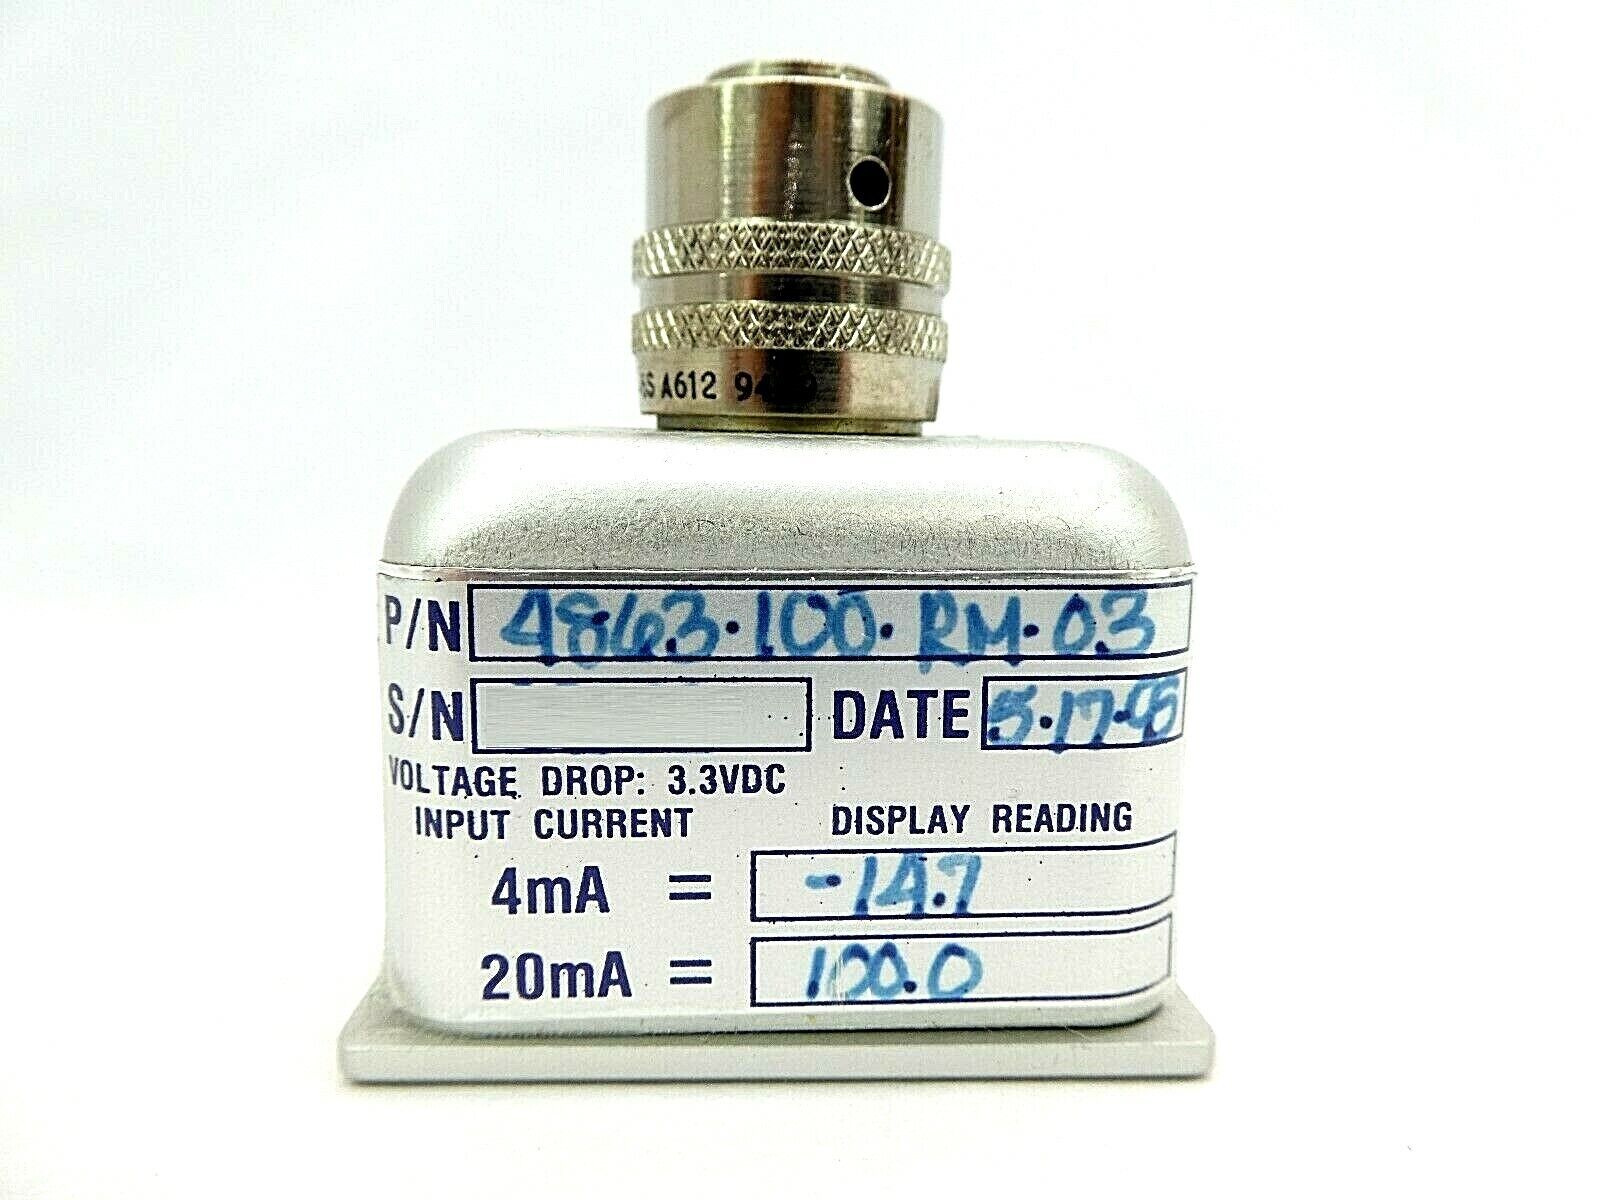 A612
P/N 4863·100·RM·03
S/N DATE 5·17·95
VOLTAGE DROP: 3.3VDC
INPUT CURRENT DISPLAY READING
4mA = -14.7
20mA = 100.0